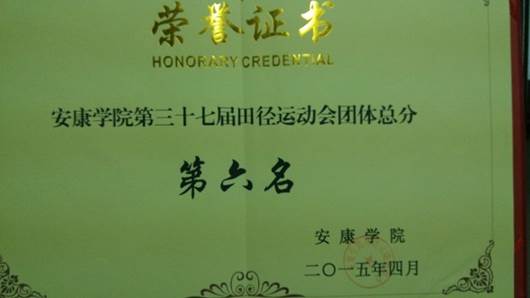 荣誉证书
HONORARY CREDENTIAL
安康学院第三十七届田径运动会团体总分
第六名
安康学院
二〇一五年四月